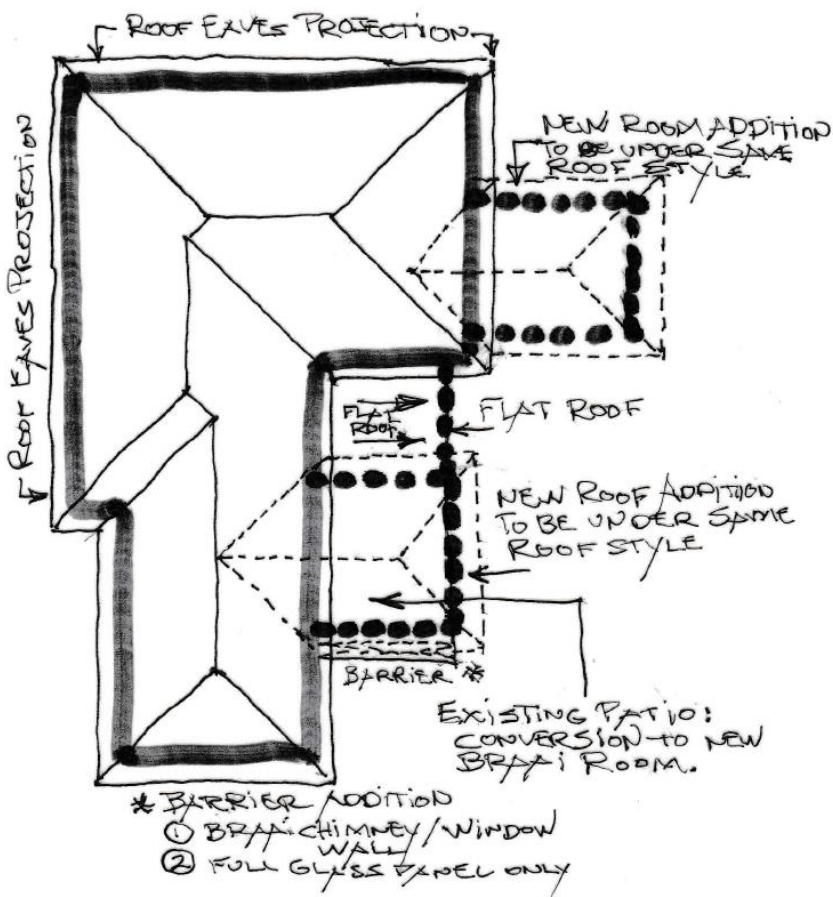 ROOF EAVES PROJECTION
ROOF EAVES PROJECTION
NEW ROOM ADDITION
TO BE UNDER SAME
ROOF STYLE
FLAT
ROOF
FLAT ROOF
NEW ROOF ADDITION
TO BE UNDER SAME
ROOF STYLE
BARRIER *
EXISTING PATIO:
CONVERSION TO NEW
BRAAI ROOM.
* BARRIER ADDITION
① BRAAI CHIMNEY/WINDOW
WALL
② FULL GLASS PANEL ONLY